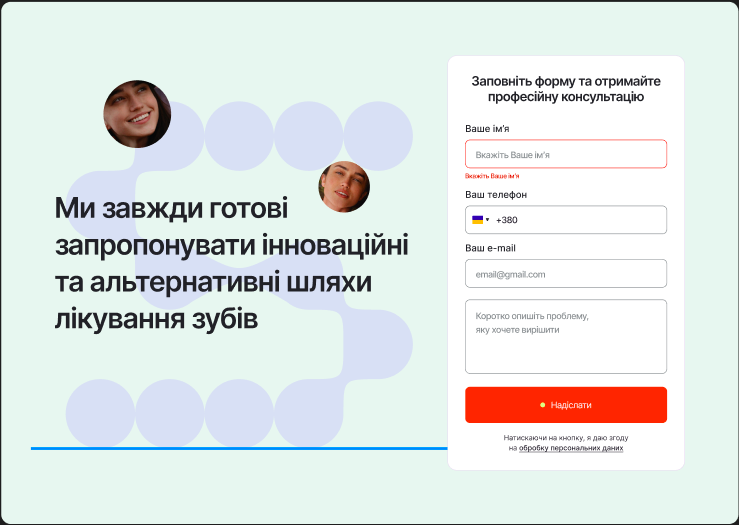 Ми завжди готові
запропонувати інноваційні
та альтернативні шляхи
лікування зубів
Заповніть форму та отримайте
професійну консультацію
Ваше ім'я
Вкажіть Ваше ім'я
Вкажіть Ваше ім'я
Ваш телефон
+380
Ваш e-mail
email@gmail.com
Коротко опишіть проблему,
яку хочете вирішити
Надіслати
Натискаючи на кнопку, я даю згоду
на обробку персональних даних